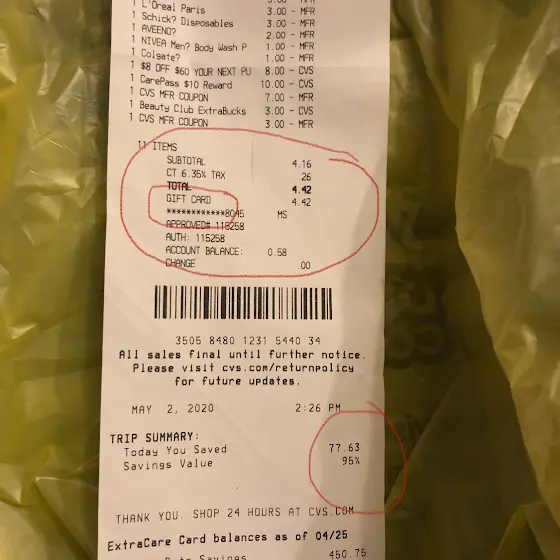 1 L'Oreal Paris 3.00 - MFR
1 Schick? Disposables 3.00 - MFR
1 AVEENO? 2.00 - MFR
1 NIVEA Men? Body Wash P 1.00 - MFR
1 Colgate? 1.00 - MFR
1 $8 OFF $60 YOUR NEXT PU 8.00 - CVS
1 CarePass $10 Reward 10.00 - CVS
1 CVS MFR COUPON 7.00 - MFR
1 Beauty Club ExtraBucks 3.00 - CVS
1 CVS MFR COUPON 3.00 - MFR
11 ITEMS
SUBTOTAL 4.16
CT 6.35% TAX .26
TOTAL 4.42
GIFT CARD 4.42
************8045 MS
APPROVED# 115258
AUTH: 115258
ACCOUNT BALANCE: 0.58
CHANGE .00
3505 8480 1231 5440 34
All sales final until further notice.
Please visit cvs.com/returnpolicy
for future updates.
MAY 2, 2020 2:26 PM
TRIP SUMMARY:
Today You Saved 77.63
Savings Value 95%
THANK YOU. SHOP 24 HOURS AT CVS.COM
ExtraCare Card balances as of 04/25
Savings 450.75